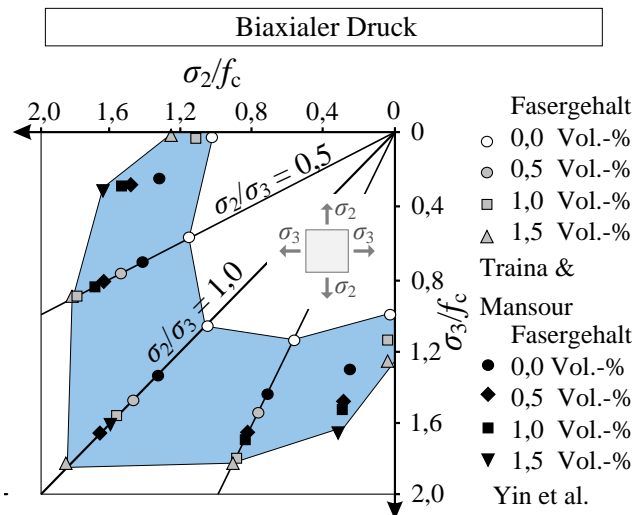 Biaxialer Druck
σ2/fc
2,0 1,6 1,2 0,8 0,4 0
0
0,4
0,8
1,2
1,6
2,0
σ3/fc
σ2/σ3 = 0,5
σ2/σ3 = 1,0
σ2
σ3 σ3
σ2
Fasergehalt
0,0 Vol.-%
0,5 Vol.-%
1,0 Vol.-%
1,5 Vol.-%
Traina &
Mansour
Fasergehalt
0,0 Vol.-%
0,5 Vol.-%
1,0 Vol.-%
1,5 Vol.-%
Yin et al.